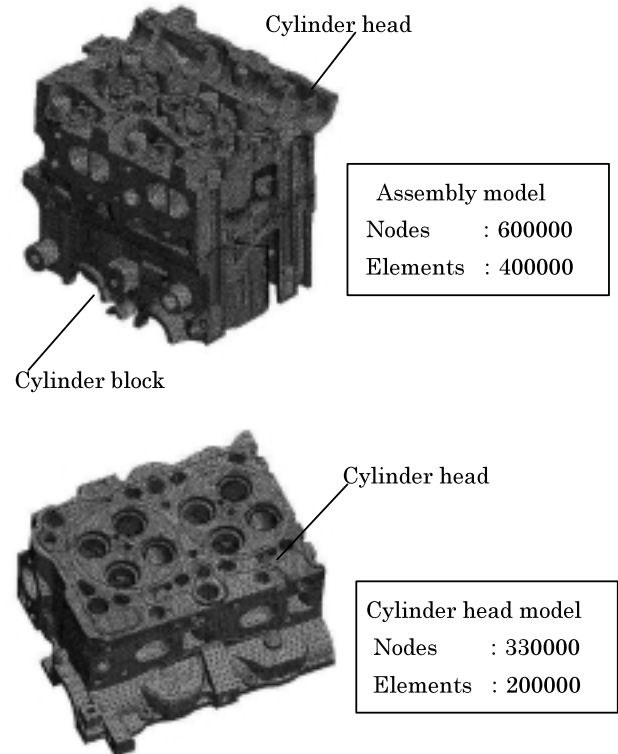 Cylinder head
Assembly model
Nodes : 600000
Elements : 400000
Cylinder block
Cylinder head
Cylinder head model
Nodes : 330000
Elements : 200000